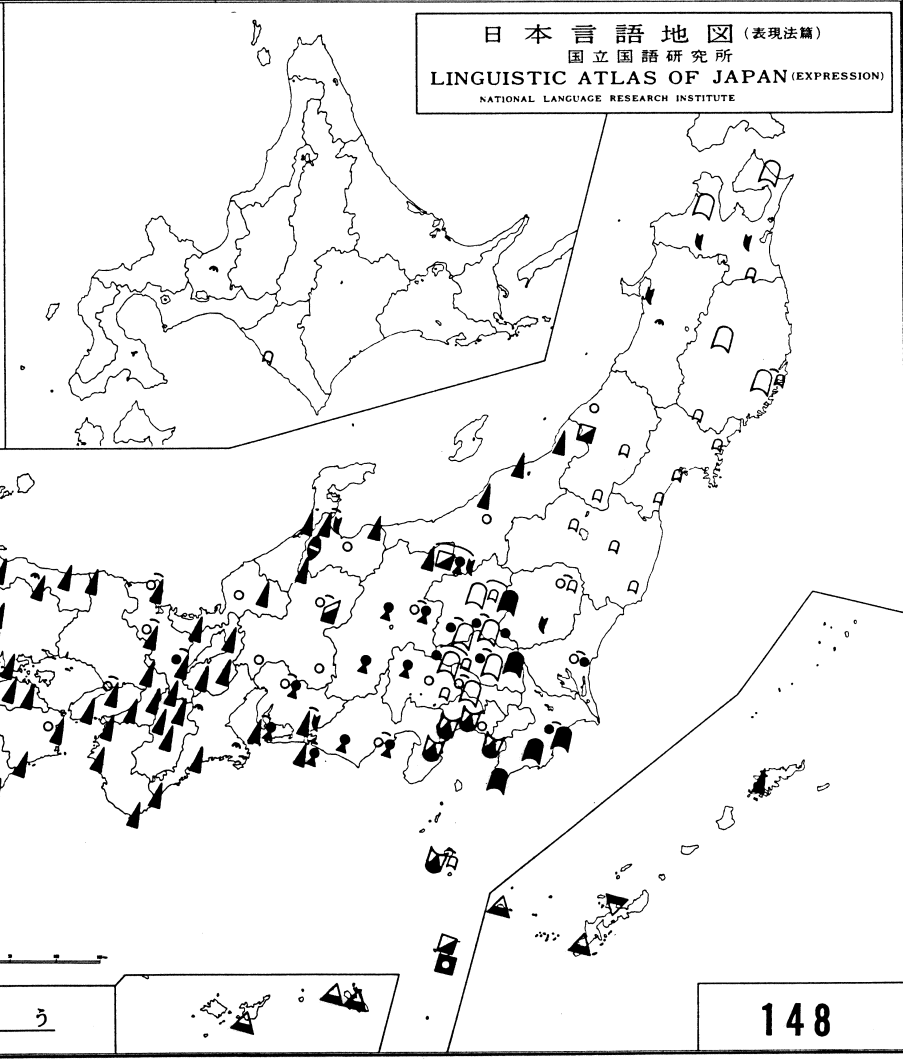 日本言語地図(表現法篇)
国立国語研究所
LINGUISTIC ATLAS OF JAPAN (EXPRESSION)
NATIONAL LANGUAGE RESEARCH INSTITUTE
う
148